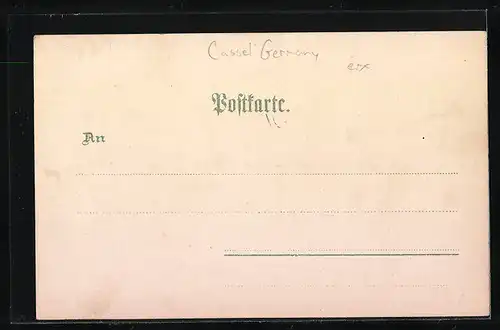 Cassel Germany
Postkarte.
An